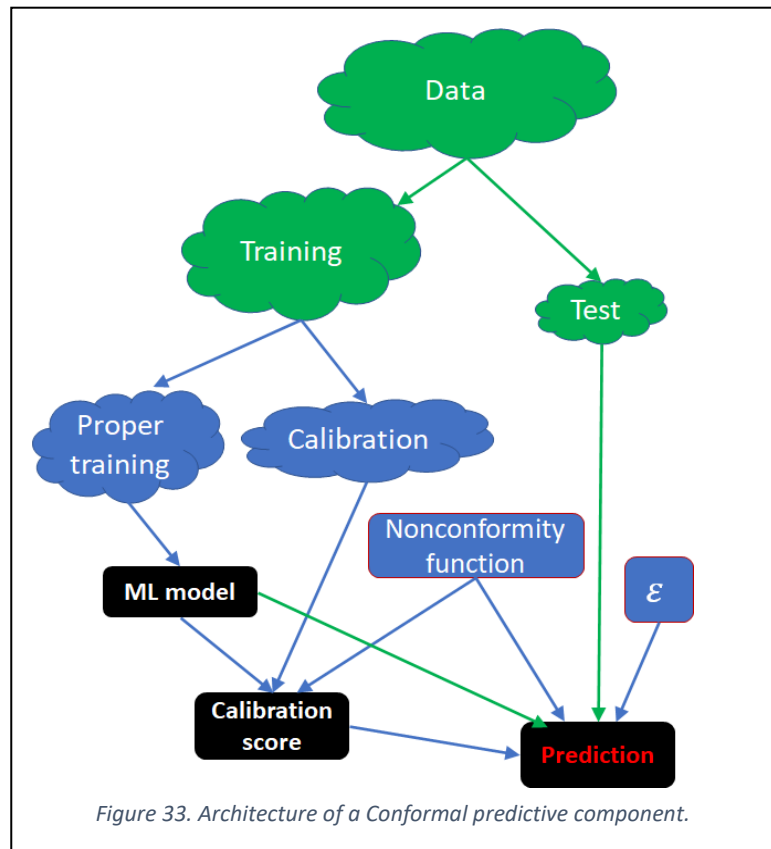 Data
Training
Test
Proper
training
Calibration
Nonconformity
function
ε
ML model
Calibration
score
Prediction
Figure 33. Architecture of a Conformal predictive component.